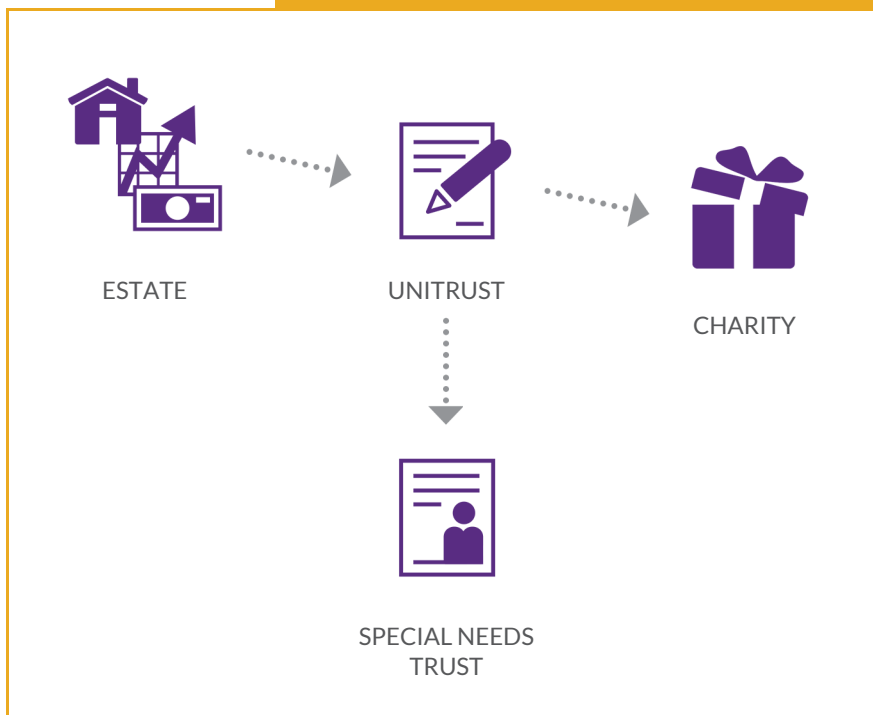 ESTATE
UNITRUST
CHARITY
SPECIAL NEEDS
TRUST